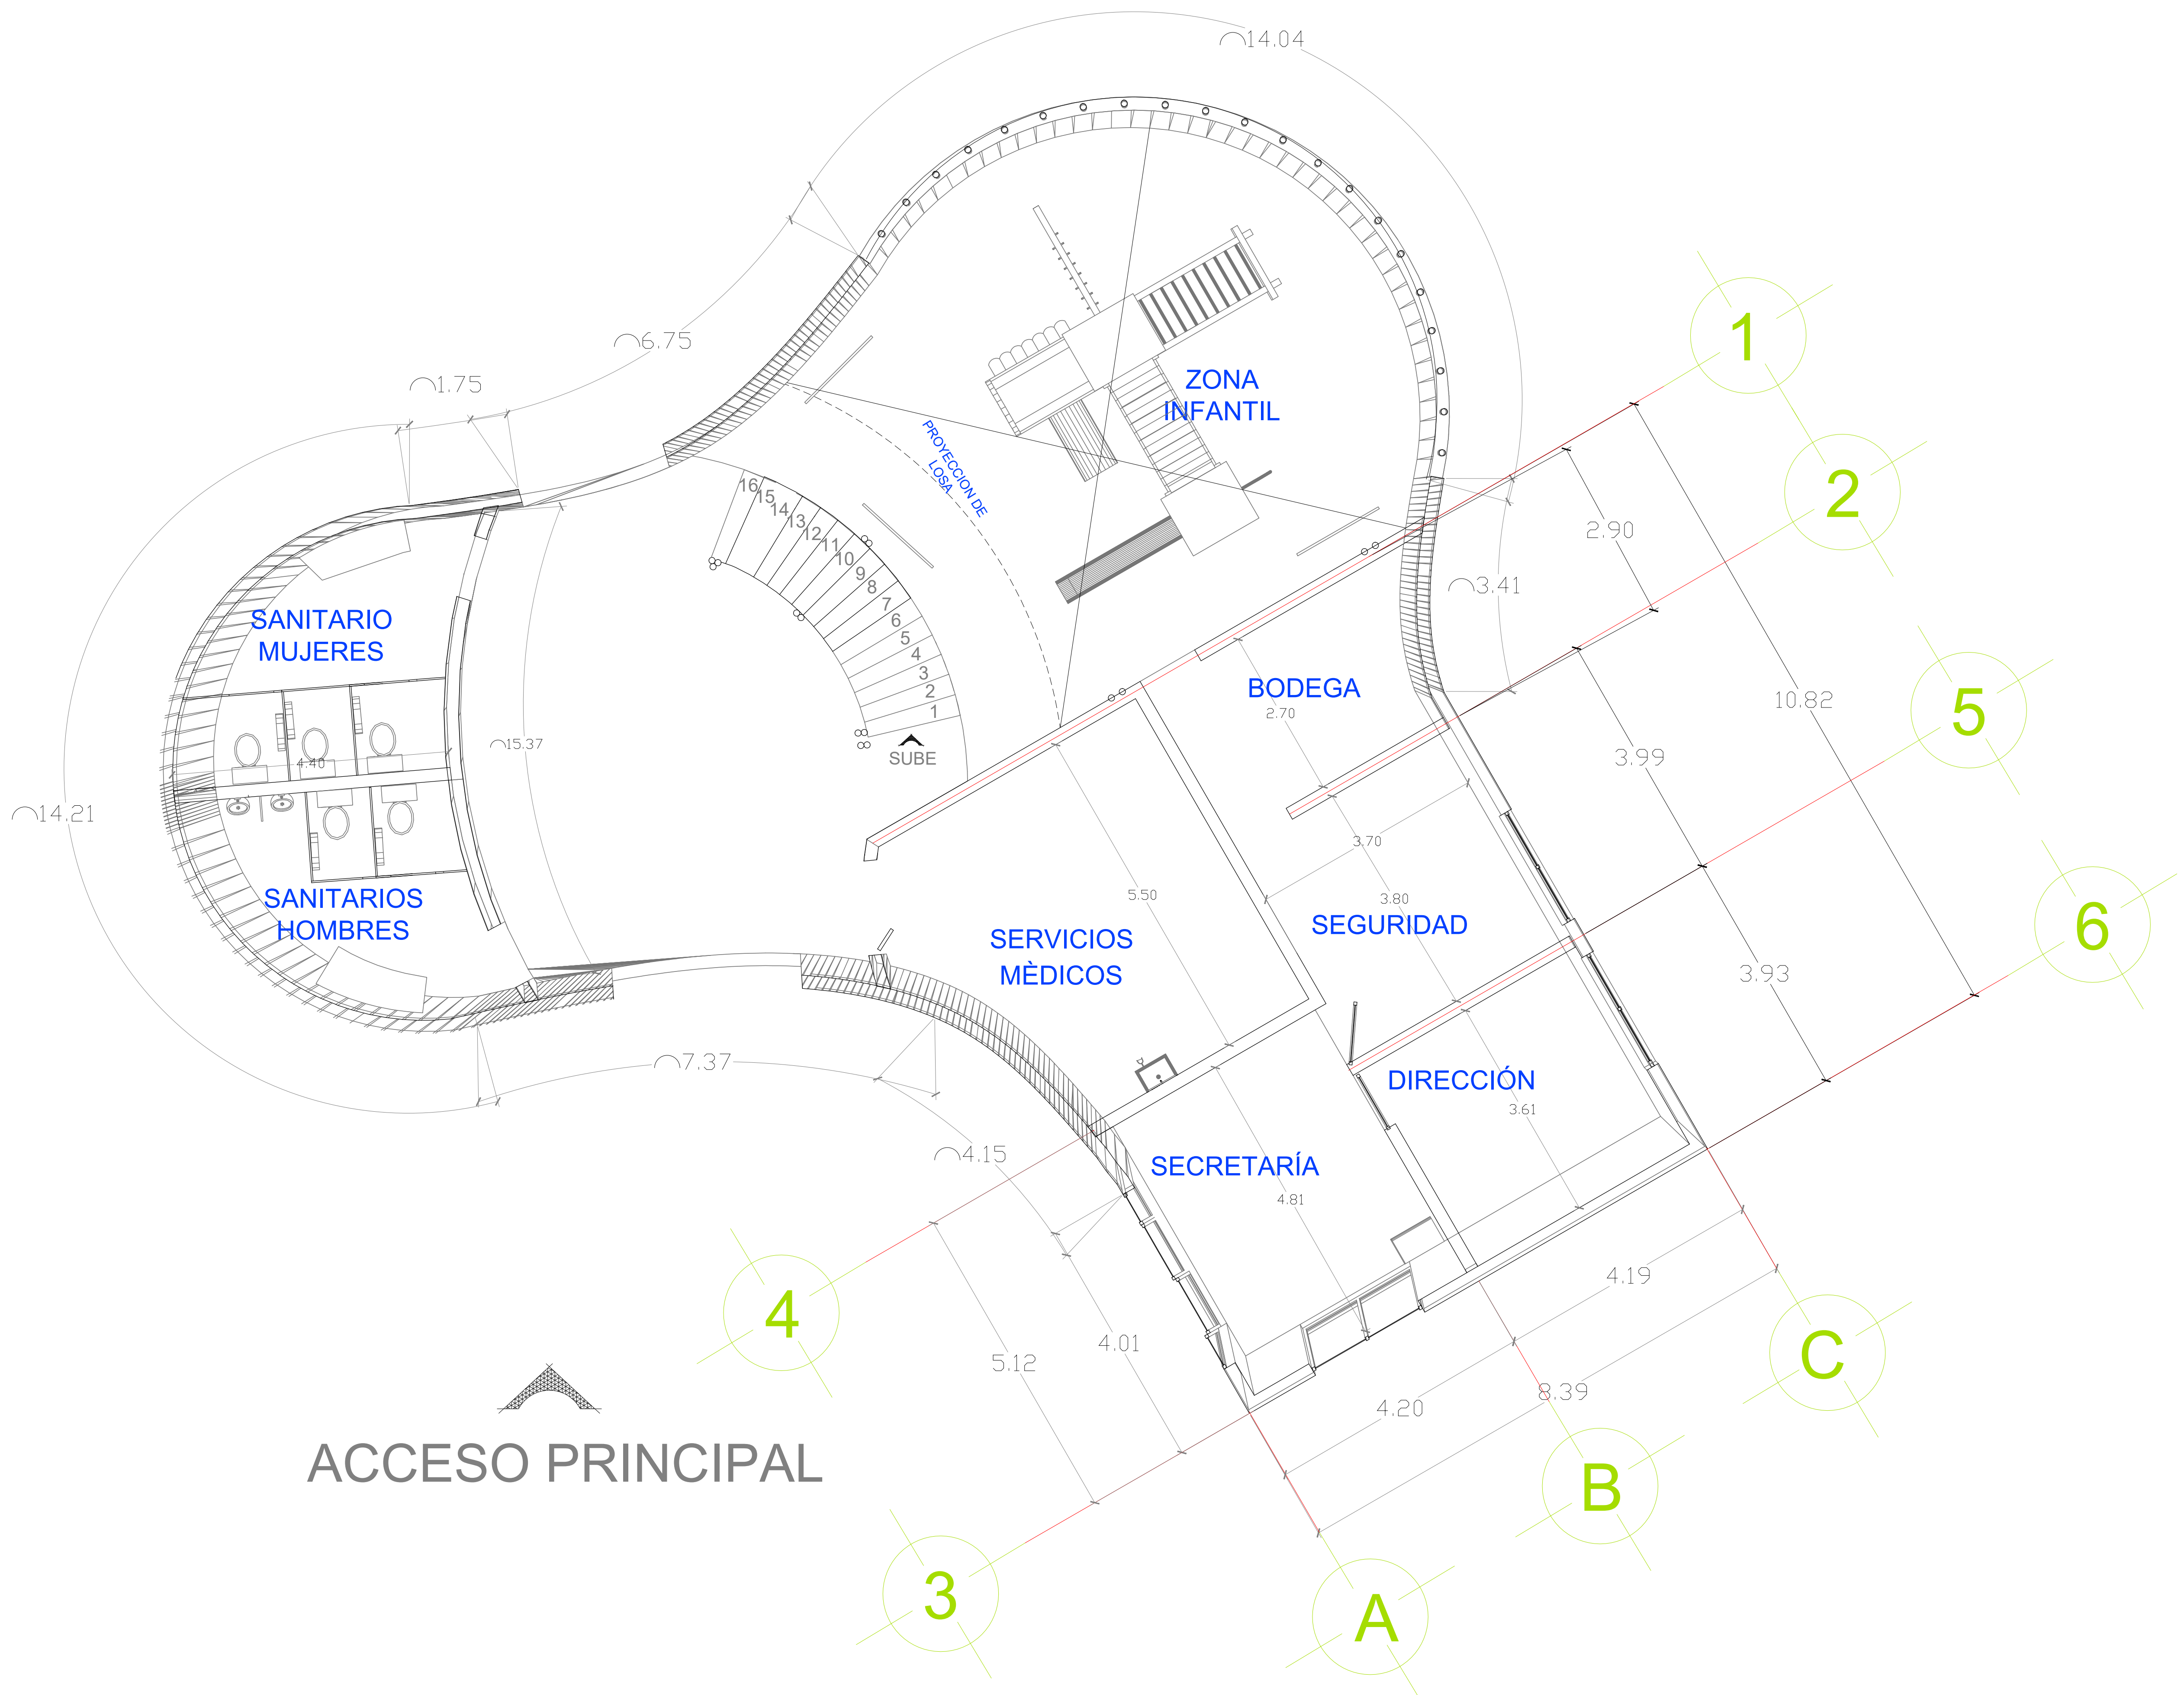 14.04
6.75
1.75
1
ZONA
INFANTIL
PROYECCION DE
LOSA
2
16
15
14
13
12
11
10
9
8
7
6
5
4
3
2
1
SUBE
2.90
3.41
SANITARIO
MUJERES
BODEGA
2.70
10.82
5
15.37
4.40
3.99
14.21
3.70
3.80
5.50
SANITARIOS
HOMBRES
SEGURIDAD
6
SERVICIOS
MÈDICOS
3.93
7.37
DIRECCIÓN
3.61
4.15
SECRETARÍA
4.81
4
4.19
5.12
4.01
C
8.39
4.20
ACCESO PRINCIPAL
B
3
A